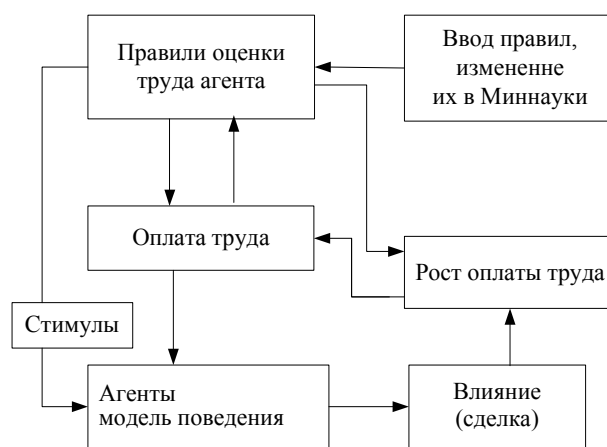 Правили оценки
труда агента
Ввод правил,
измененне
их в Миннауки
Оплата труда
Рост оплаты труда
Стимулы
Агенты
модель поведения
Влияние
(сделка)